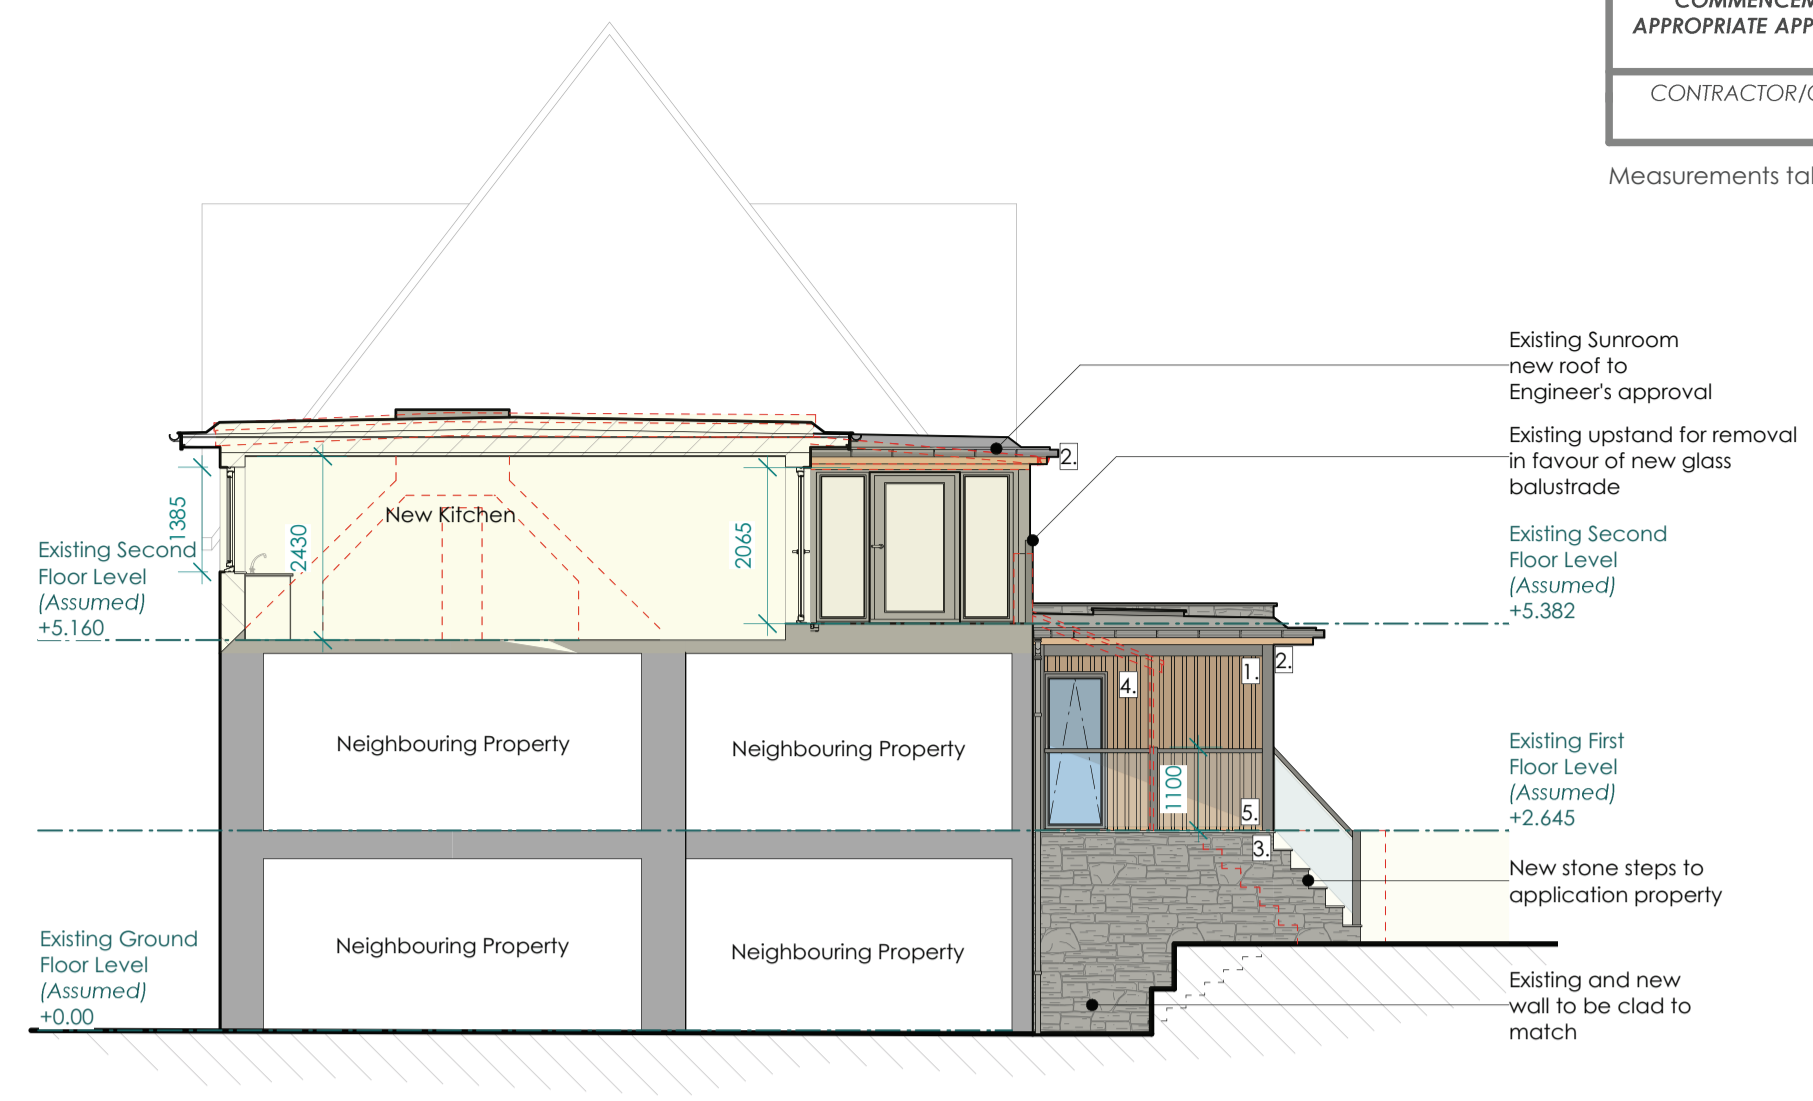 COMMENCEM
APPROPRIATE APP
CONTRACTOR/
Measurements
Existing Sunroom
new roof to
Engineer's approval
Existing upstand for removal
in favour of new glass
balustrade
2.
New Kitchen
1385
2430
2065
Existing Second
Floor Level
(Assumed)
+5.160
Existing Second
Floor Level
(Assumed)
+5.382
2.
1.
4.
Neighbouring Property
Neighbouring Property
1100
5.
3.
Existing First
Floor Level
(Assumed)
+2.645
New stone steps to
application property
Existing Ground
Floor Level
(Assumed)
+0.00
Neighbouring Property
Neighbouring Property
Existing and new
wall to be clad to
match